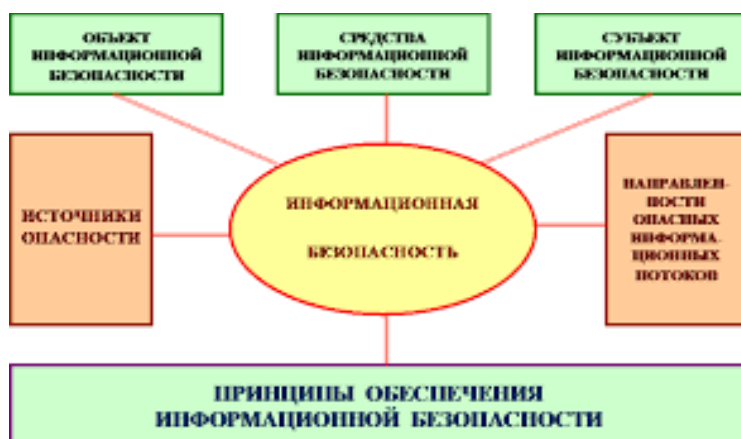 ОБЪЕКТ
ИНФОРМАЦИОННОЙ
БЕЗОПАСНОСТИ
СРЕДСТВА
ИНФОРМАЦИОННОЙ
БЕЗОПАСНОСТИ
СУБЪЕКТ
ИНФОРМАЦИОННОЙ
БЕЗОПАСНОСТИ
ИСТОЧНИКИ
ОПАСНОСТИ
ИНФОРМАЦИОННАЯ
БЕЗОПАСНОСТЬ
НАПРАВЛЕН-
НОСТИ
ОПАСНЫХ
ИНФОРМА-
ЦИОННЫХ
ПОТОКОВ
ПРИНЦИПЫ ОБЕСПЕЧЕНИЯ
ИНФОРМАЦИОННОЙ БЕЗОПАСНОСТИ